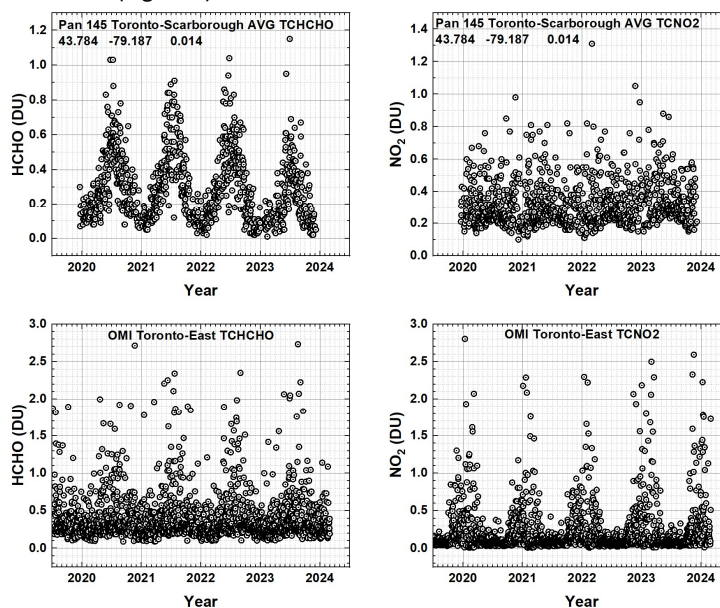 Pan 145 Toronto-Scarborough AVG TCHCHO
43.784 -79.187 0.014
HCHO (DU)
1.2
1.0
0.8
0.6
0.4
0.2
0.0
2020 2021 2022 2023 2024
Year
Pan 145 Toronto-Scarborough AVG TCNO2
43.784 -79.187 0.014
NO2 (DU)
1.4
1.2
1.0
0.8
0.6
0.4
0.2
0.0
2020 2021 2022 2023 2024
Year
OMI Toronto-East TCHCHO
HCHO (DU)
3.0
2.5
2.0
1.5
1.0
0.5
0.0
2020 2021 2022 2023 2024
Year
OMI Toronto-East TCNO2
NO2 (DU)
3.0
2.5
2.0
1.5
1.0
0.5
0.0
2020 2021 2022 2023 2024
Year